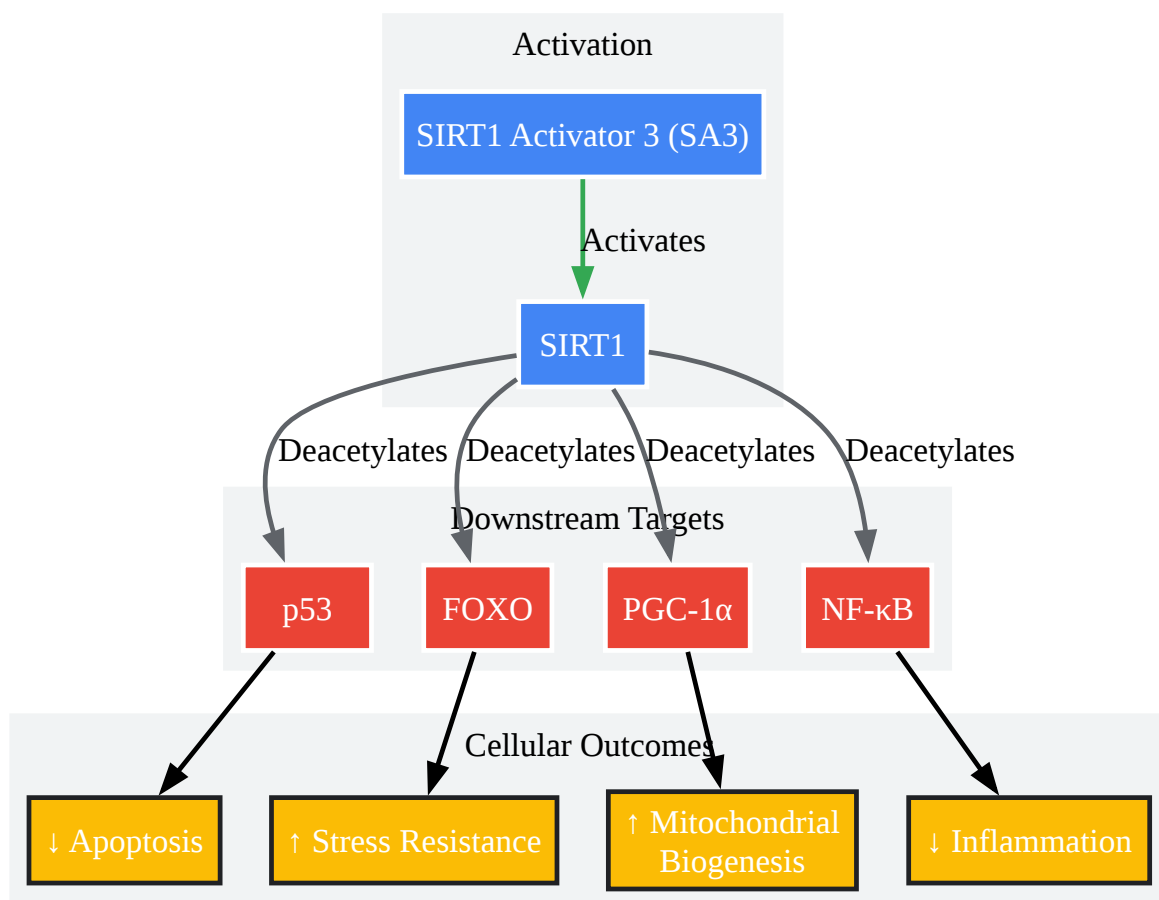 Activation
SIRT1 Activator 3 (SA3)
Activates
SIRT1
Deacetylates
Deacetylates
Deacetylates
Deacetylates
Downstream Targets
p53
FOXO
PGC-1α
NF-κB
Cellular Outcomes
↓ Apoptosis
↑ Stress Resistance
↑ Mitochondrial
Biogenesis
↓ Inflammation